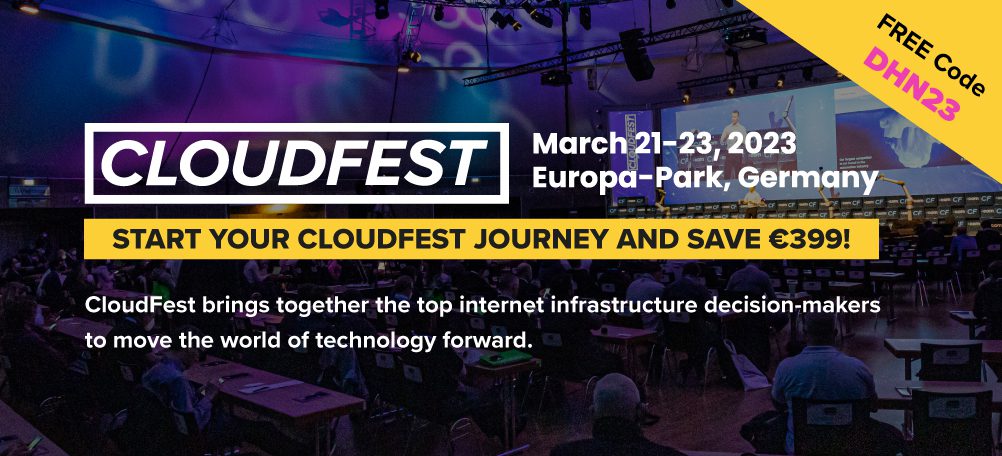 FREE Code
DHN23
CLOUDFEST
March 21-23, 2023
Europa-Park, Germany
START YOUR CLOUDFEST JOURNEY AND SAVE €399!
CloudFest brings together the top internet infrastructure decision-makers
to move the world of technology forward.
CLOUDFEST